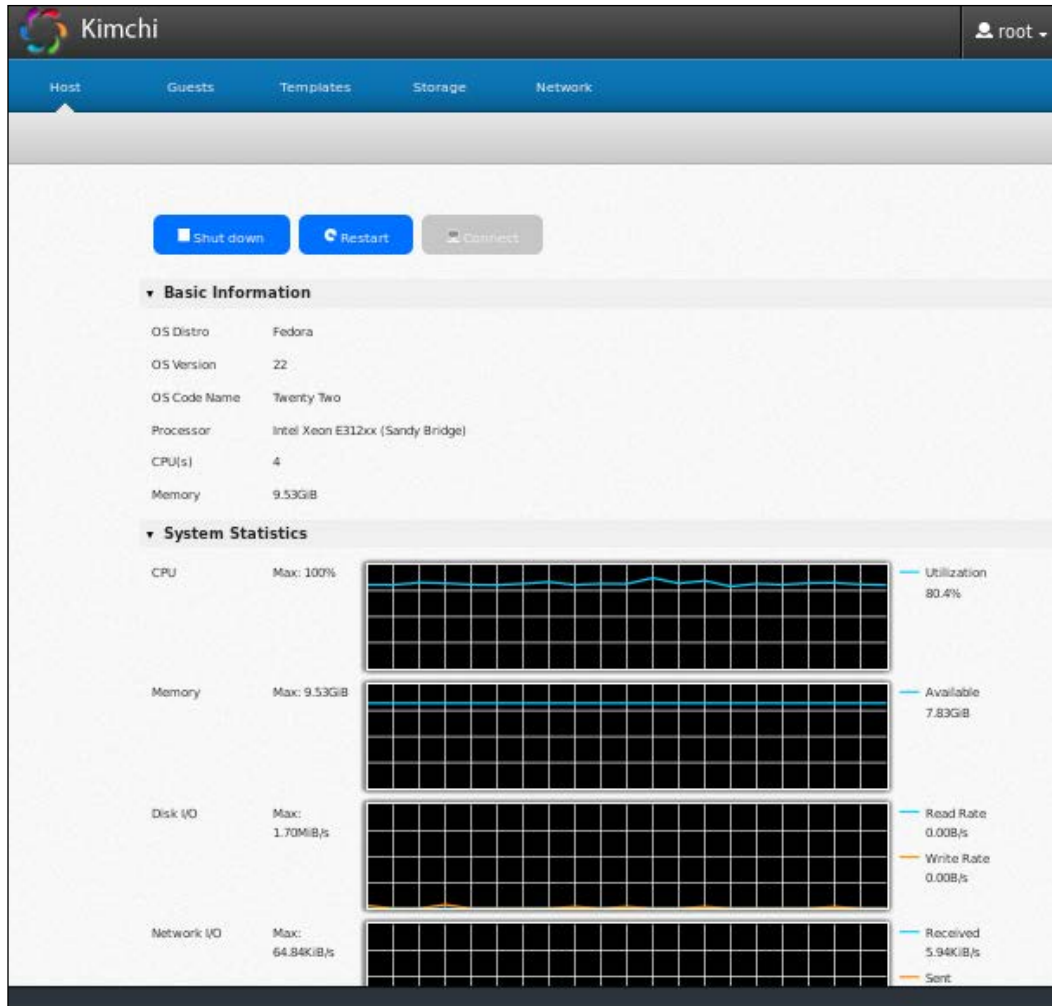 Kimchi
root
Host Guests Templates Storage Network
Shut down Restart Connect
Basic Information
OS Distro Fedora
OS Version 22
OS Code Name Twenty Two
Processor Intel Xeon E312xx (Sandy Bridge)
CPU(s) 4
Memory 9.53GiB
System Statistics
CPU Max: 100% Utilization
80.4%
Memory Max: 9.53GiB Available
7.83GiB
Disk I/O Max: Read Rate
1.70MiB/s 0.00B/s
Write Rate
0.00B/s
Network I/O Max: Received
64.84KiB/s 5.94KiB/s
Sent